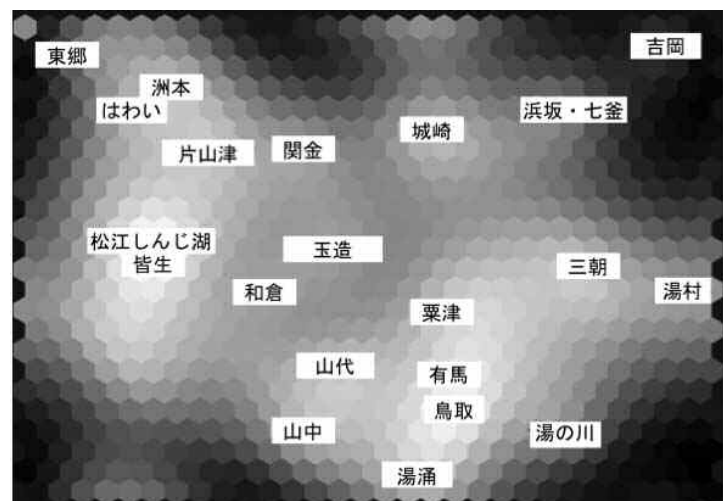 東郷
吉岡
洲本
はわい
浜坂・七釜
城崎
片山津
関金
松江しんじ湖
皆生
玉造
三朝
和倉
湯村
粟津
山代
有馬
鳥取
山中
湯の川
湯涌